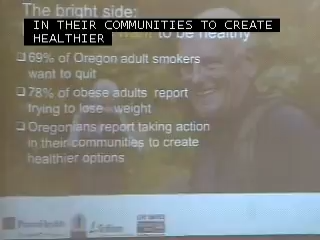 The bright side:
IN THEIR COMMUNITIES TO CREATE
HEALTHIER
want to be healthy
69% of Oregon adult smokers
want to quit
78% of obese adults report
trying to lose weight
Oregonians report taking action
in their communities to create
healthier options